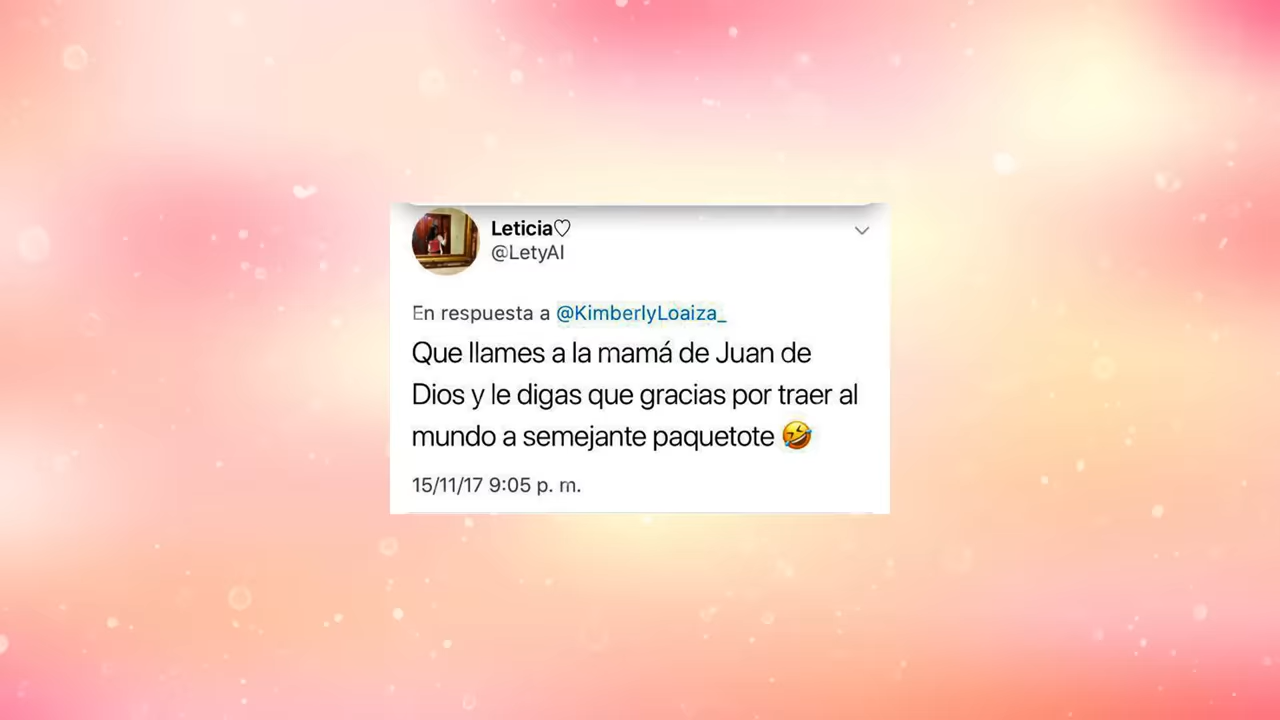 Leticia♡
@LetyAI
En respuesta a @KimberlyLoaiza_
Que llames a la mamá de Juan de
Dios y le digas que gracias por traer al
mundo a semejante paquetote 🤣
15/11/17 9:05 p. m.